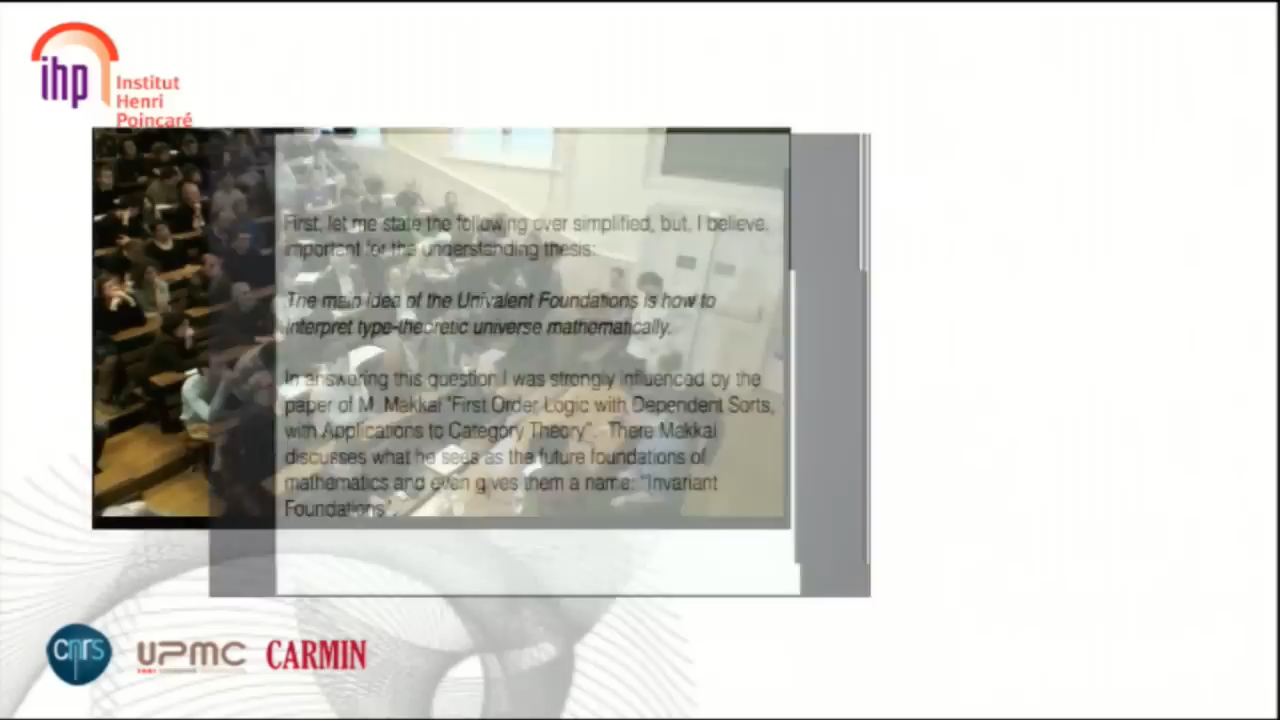 ihp
Institut
Henri
Poincaré
First, let me state the following over simplified, but, I believe,
important for the understanding thesis:
The main idea of the Univalent Foundations is how to
interpret type-theoretic universe mathematically.
In answering this question I was strongly influenced by the
paper of M. Makkai "First Order Logic with Dependent Sorts,
with Applications to Category Theory". There Makkai
discusses what he sees as the future foundations of
mathematics and even gives them a name: "Invariant
Foundations".
cnrs
UPMC
CARMIN